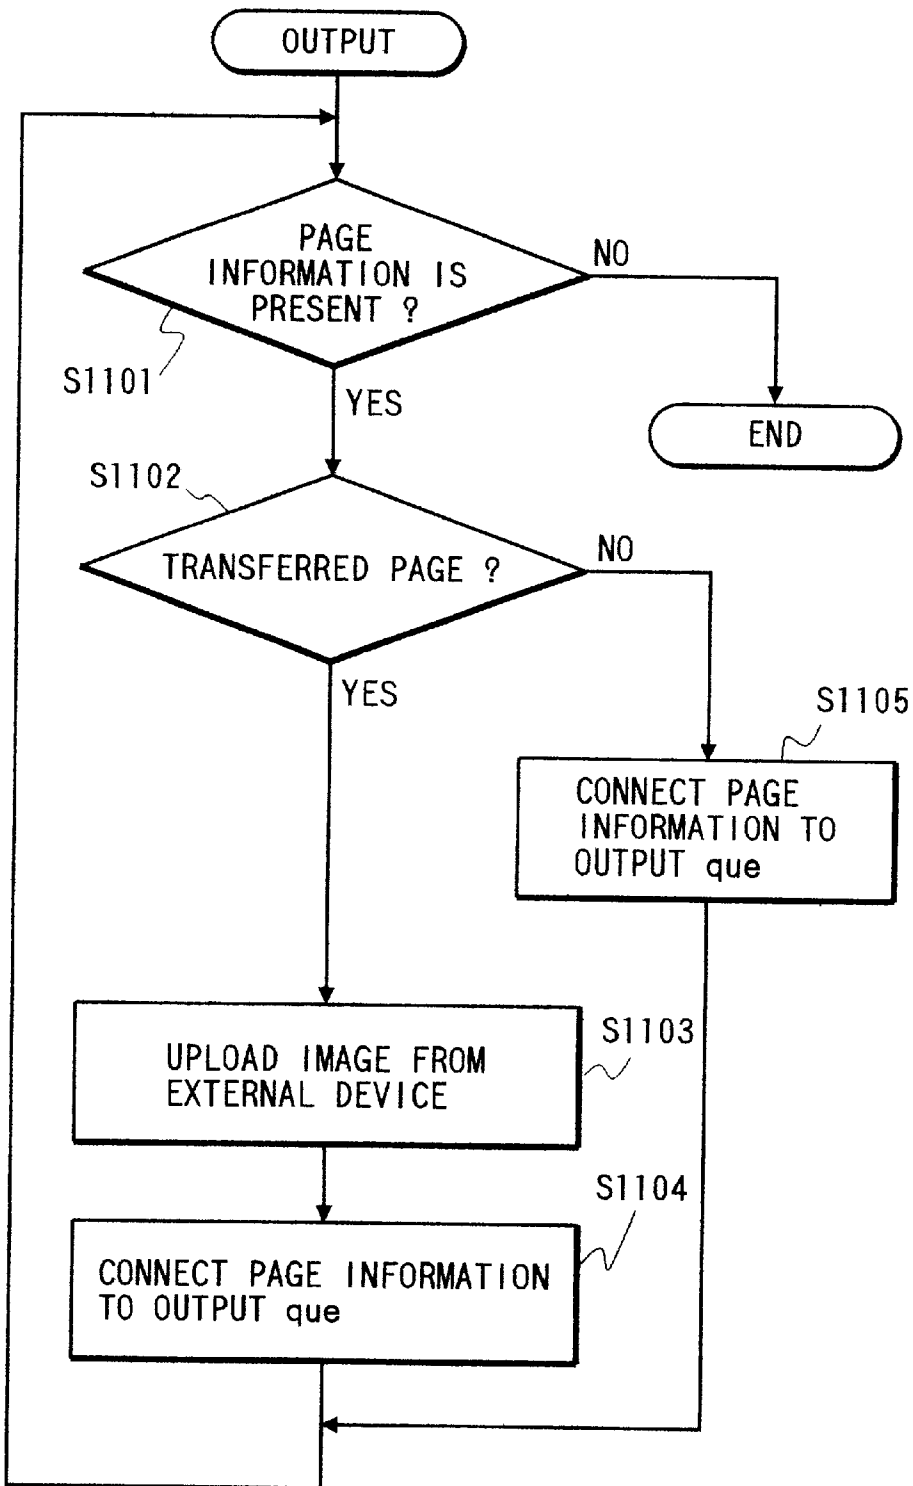 OUTPUT
PAGE
INFORMATION IS
PRESENT ?
NO
S1101
YES
END
S1102
TRANSFERRED PAGE ?
NO
YES
S1105
CONNECT PAGE
INFORMATION TO
OUTPUT que
UPLOAD IMAGE FROM
EXTERNAL DEVICE
S1103
S1104
CONNECT PAGE INFORMATION
TO OUTPUT que